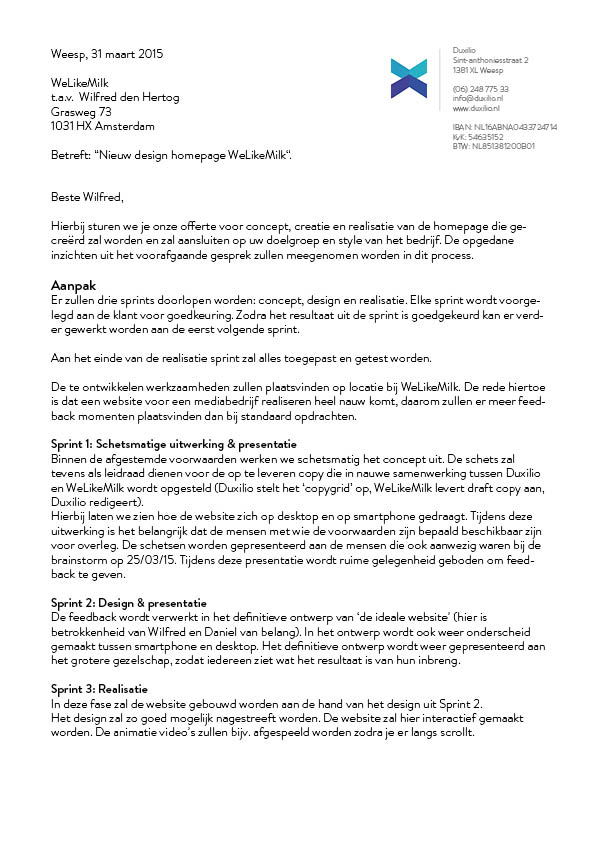 Weesp, 31 maart 2015
WeLikeMilk
t.a.v. Wilfred den Hertog
Grasweg 73
1031 HX Amsterdam
Betreft: “Nieuw design homepage WeLikeMilk“.
Duxilio
Sint-anthoniesstraat 2
1381 XL Weesp
(06) 248 775 33
info@duxilio.nl
www.duxilio.nl
IBAN: NL16ABNA0433724714
KvK: 54635152
BTW: NL851381200B01
Beste Wilfred,
Hierbij sturen we je onze offerte voor concept, creatie en realisatie van de homepage die ge-
creërd zal worden en zal aansluiten op uw doelgroep en style van het bedrijf. De opgedane
inzichten uit het voorafgaande gesprek zullen meegenomen worden in dit process.
Aanpak
Er zullen drie sprints doorlopen worden: concept, design en realisatie. Elke sprint wordt voorge-
legd aan de klant voor goedkeuring. Zodra het resultaat uit de sprint is goedgekeurd kan er verd-
er gewerkt worden aan de eerst volgende sprint.
Aan het einde van de realisatie sprint zal alles toegepast en getest worden.
De te ontwikkelen werkzaamheden zullen plaatsvinden op locatie bij WeLikeMilk. De rede hiertoe
is dat een website voor een mediabedrijf realiseren heel nauw komt, daarom zullen er meer feed-
back momenten plaatsvinden dan bij standaard opdrachten.
Sprint 1: Schetsmatige uitwerking & presentatie
Binnen de afgestemde voorwaarden werken we schetsmatig het concept uit. De schets zal
tevens als leidraad dienen voor de op te leveren copy die in nauwe samenwerking tussen Duxilio
en WeLikeMilk wordt opgesteld (Duxilio stelt het ‘copygrid’ op, WeLikeMilk levert draft copy aan,
Duxilio redigeert).
Hierbij laten we zien hoe de website zich op desktop en op smartphone gedraagt. Tijdens deze
uitwerking is het belangrijk dat de mensen met wie de voorwaarden zijn bepaald beschikbaar zijn
voor overleg. De schetsen worden gepresenteerd aan de mensen die ook aanwezig waren bij de
brainstorm op 25/03/15. Tijdens deze presentatie wordt ruime gelegenheid geboden om feed-
back te geven.
Sprint 2: Design & presentatie
De feedback wordt verwerkt in het definitieve ontwerp van ‘de ideale website’ (hier is
betrokkenheid van Wilfred en Daniel van belang). In het ontwerp wordt ook weer onderscheid
gemaakt tussen smartphone en desktop. Het definitieve ontwerp wordt weer gepresenteerd aan
het grotere gezelschap, zodat iedereen ziet wat het resultaat is van hun inbreng.
Sprint 3: Realisatie
In deze fase zal de website gebouwd worden aan de hand van het design uit Sprint 2.
Het design zal zo goed mogelijk nagestreeft worden. De website zal hier interactief gemaakt
worden. De animatie video’s zullen bijv. afgespeeld worden zodra je er langs scrollt.